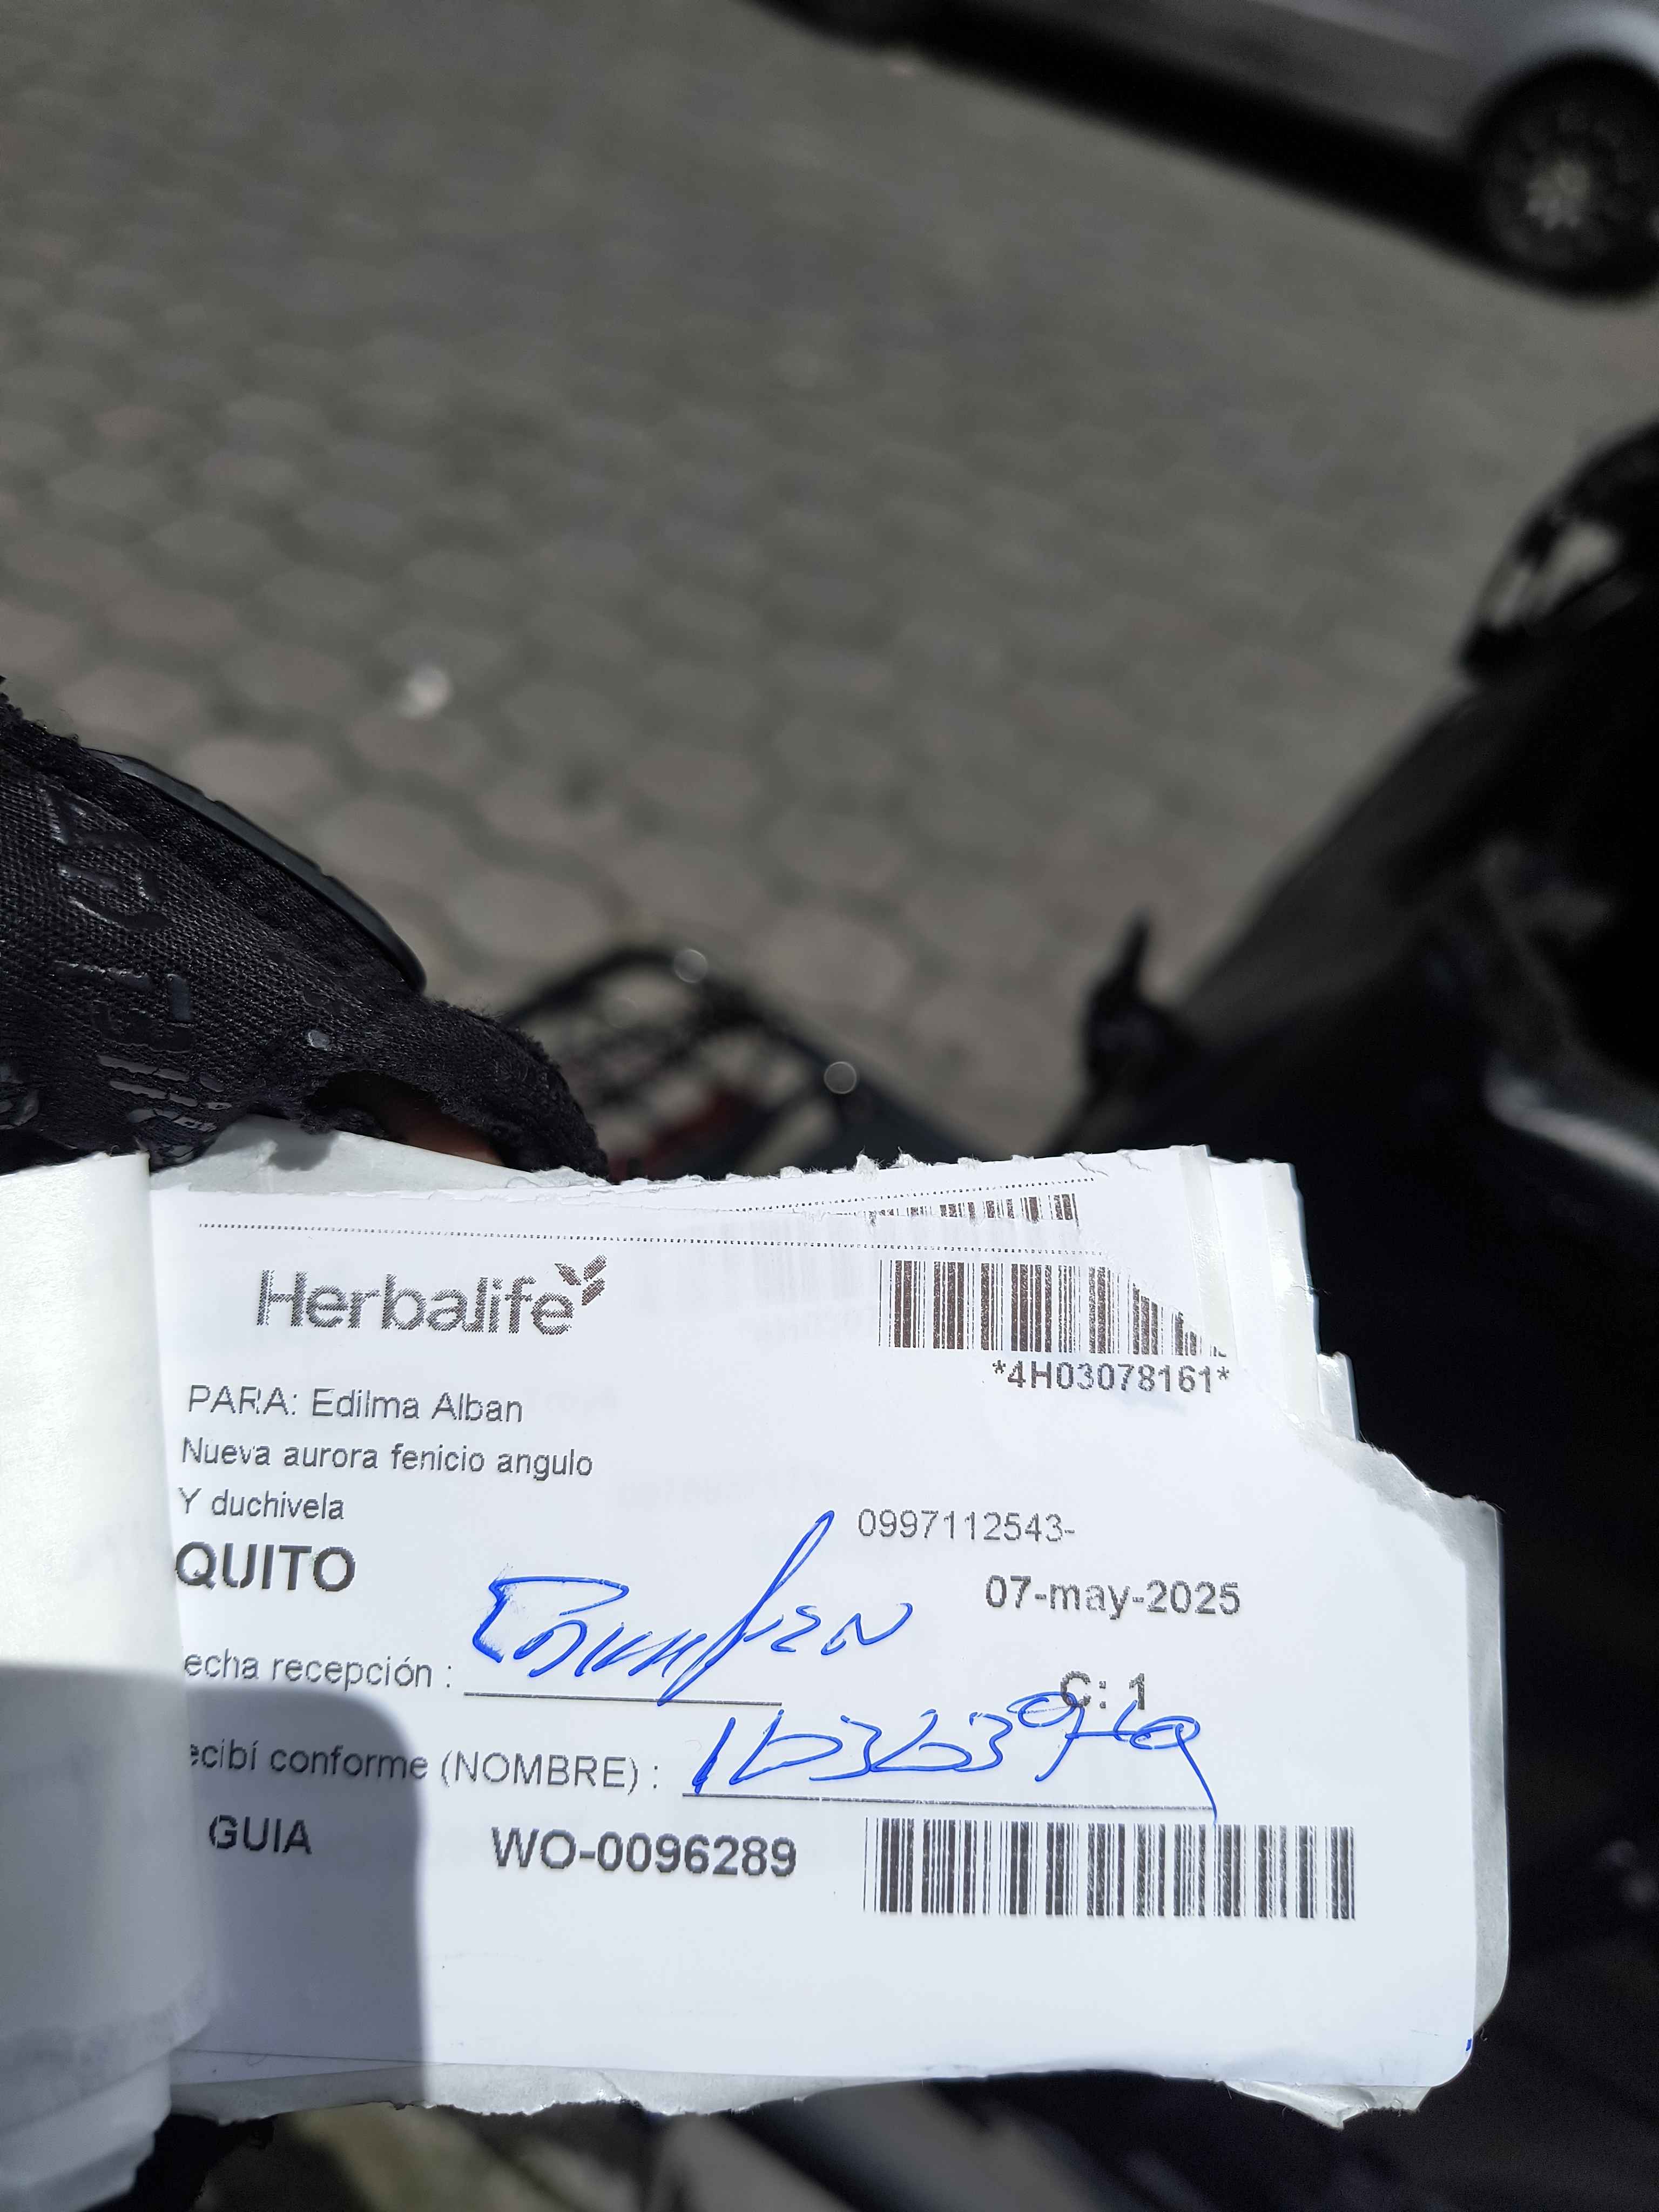 Herbalife
*4H03078161*
PARA: Edilma Alban
Nueva aurora fenicio angulo
Y duchivela
0997112543-
QUITO
07-may-2025
echa recepción :
C: 1
ecibí conforme (NOMBRE) :
GUIA WO-0096289